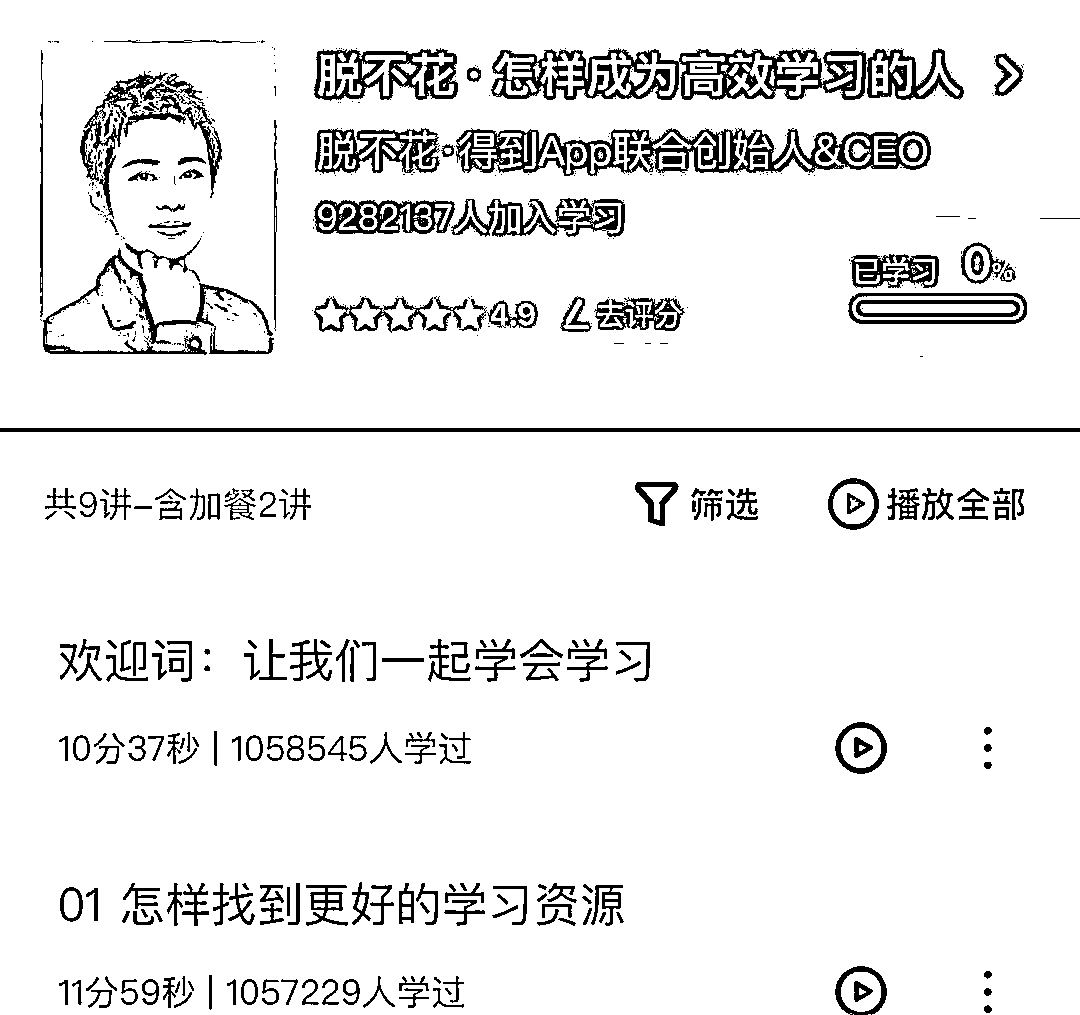 脱不花·怎样成为高效学习的人
脱不花·得到App联合创始人&CEO
9282137人加入学习
已学习 0%
4.9 去评分
共9讲–含加餐2讲 筛选 播放全部
欢迎词：让我们一起学会学习
10分37秒 | 1058545人学过
01 怎样找到更好的学习资源
11分59秒 | 1057229人学过